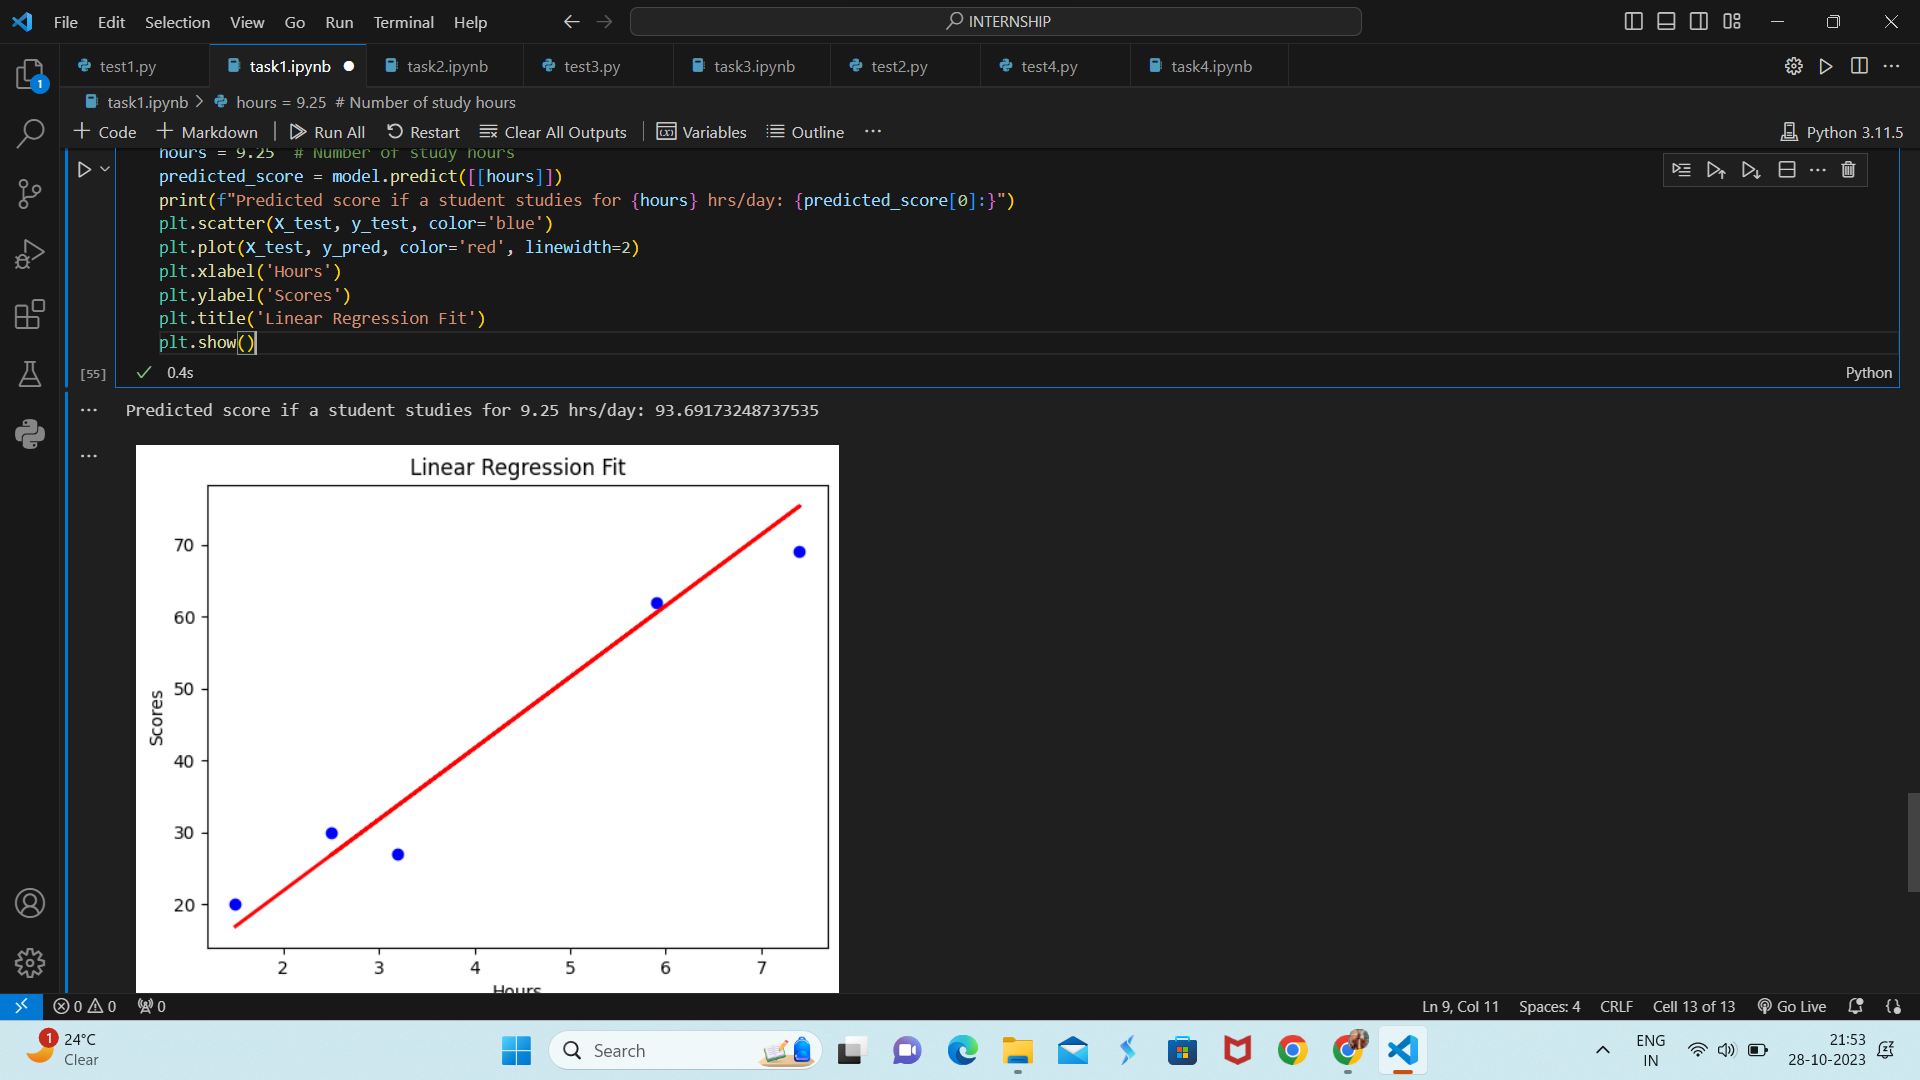 File Edit Selection View Go Run Terminal Help
INTERNSHIP
test1.py task1.ipynb task2.ipynb test3.py task3.ipynb test2.py test4.py task4.ipynb
1
task1.ipynb > hours = 9.25 # Number of study hours
+ Code + Markdown | Run All Restart Clear All Outputs | Variables Outline ... Python 3.11.5
hours = 9.25  # Number of study hours
predicted_score = model.predict([[hours]])
print(f"Predicted score if a student studies for {hours} hrs/day: {predicted_score[0]:}")
plt.scatter(X_test, y_test, color='blue')
plt.plot(X_test, y_pred, color='red', linewidth=2)
plt.xlabel('Hours')
plt.ylabel('Scores')
plt.title('Linear Regression Fit')
plt.show()
[55] 0.4s Python
Predicted score if a student studies for 9.25 hrs/day: 93.69173248737535
Linear Regression Fit
70
60
50
Scores
40
30
20
2 3 4 5 6 7
Hours
0 0 0 Ln 9, Col 11 Spaces: 4 CRLF Cell 13 of 13 Go Live
1
24°C
Clear
Search
ENG
IN
21:53
28-10-2023